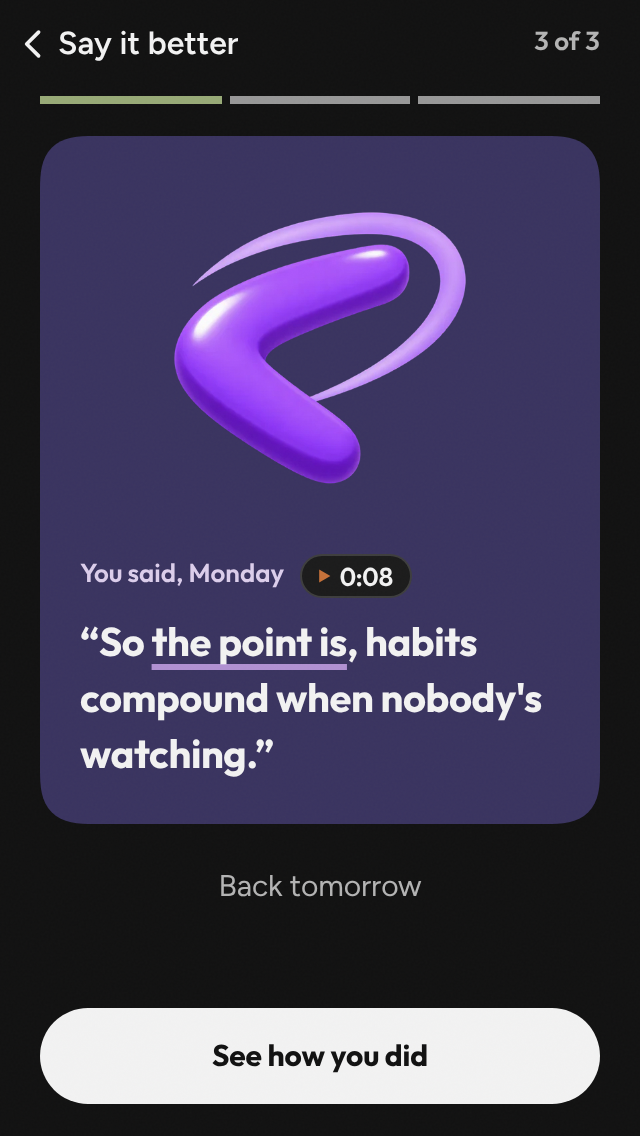 Say it better
3 of 3
You said, Monday
0:08
“So the point is, habits
compound when nobody's
watching.”
Back tomorrow
See how you did